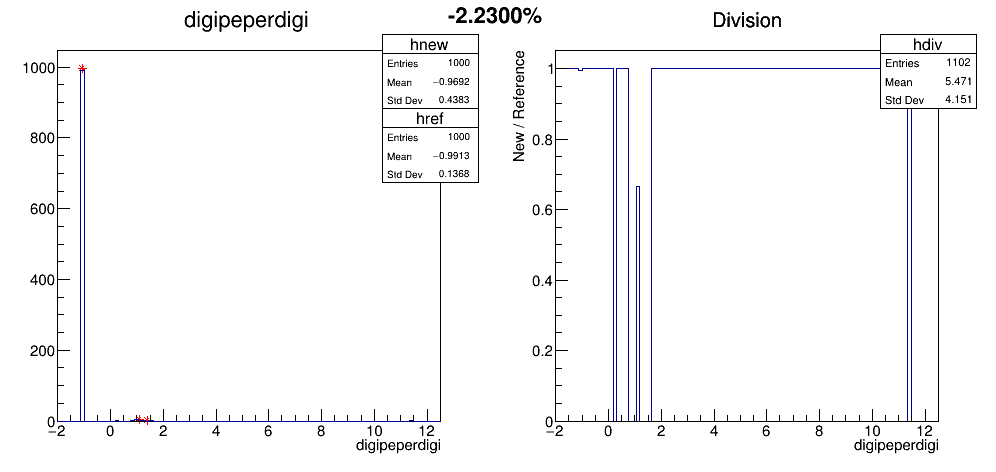 digipeperdigi
-2.2300%
Division
hnew
Entries 1000
Mean −0.9692
Std Dev 0.4383
href
Entries 1000
Mean −0.9913
Std Dev 0.1368
1000
800
600
400
200
0
−2 0 2 4 6 8 10 12
digipeperdigi
hdiv
Entries 1102
Mean 5.471
Std Dev 4.151
New / Reference
1
0.8
0.6
0.4
0.2
0
−2 0 2 4 6 8 10 12
digipeperdigi